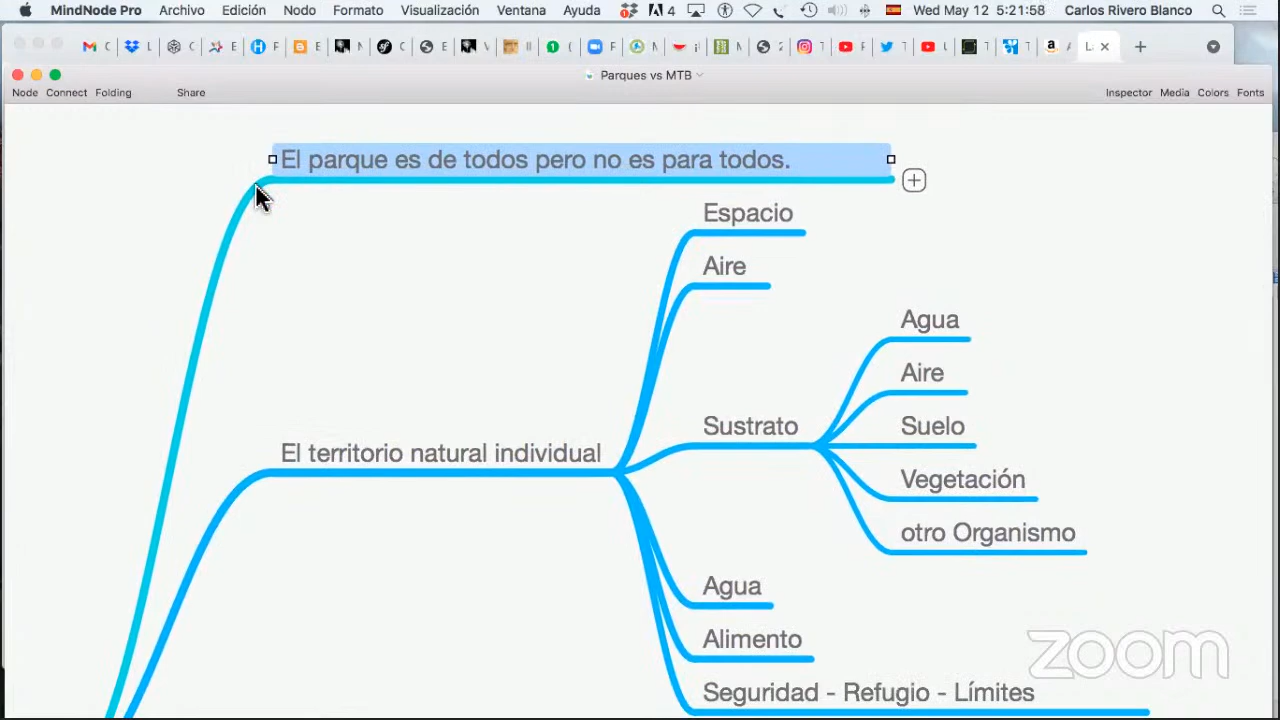 MindNode Pro Archivo Edición Nodo Formato Visualización Ventana Ayuda 4 Wed May 12 5:21:58 Carlos Rivero Blanco
Parques vs MTB
Node Connect Folding Share Inspector Media Colors Fonts
El parque es de todos pero no es para todos.
Espacio
Aire
Agua
Aire
Sustrato
Suelo
El territorio natural individual
Vegetación
otro Organismo
Agua
Alimento
Seguridad - Refugio - Límites
zoom